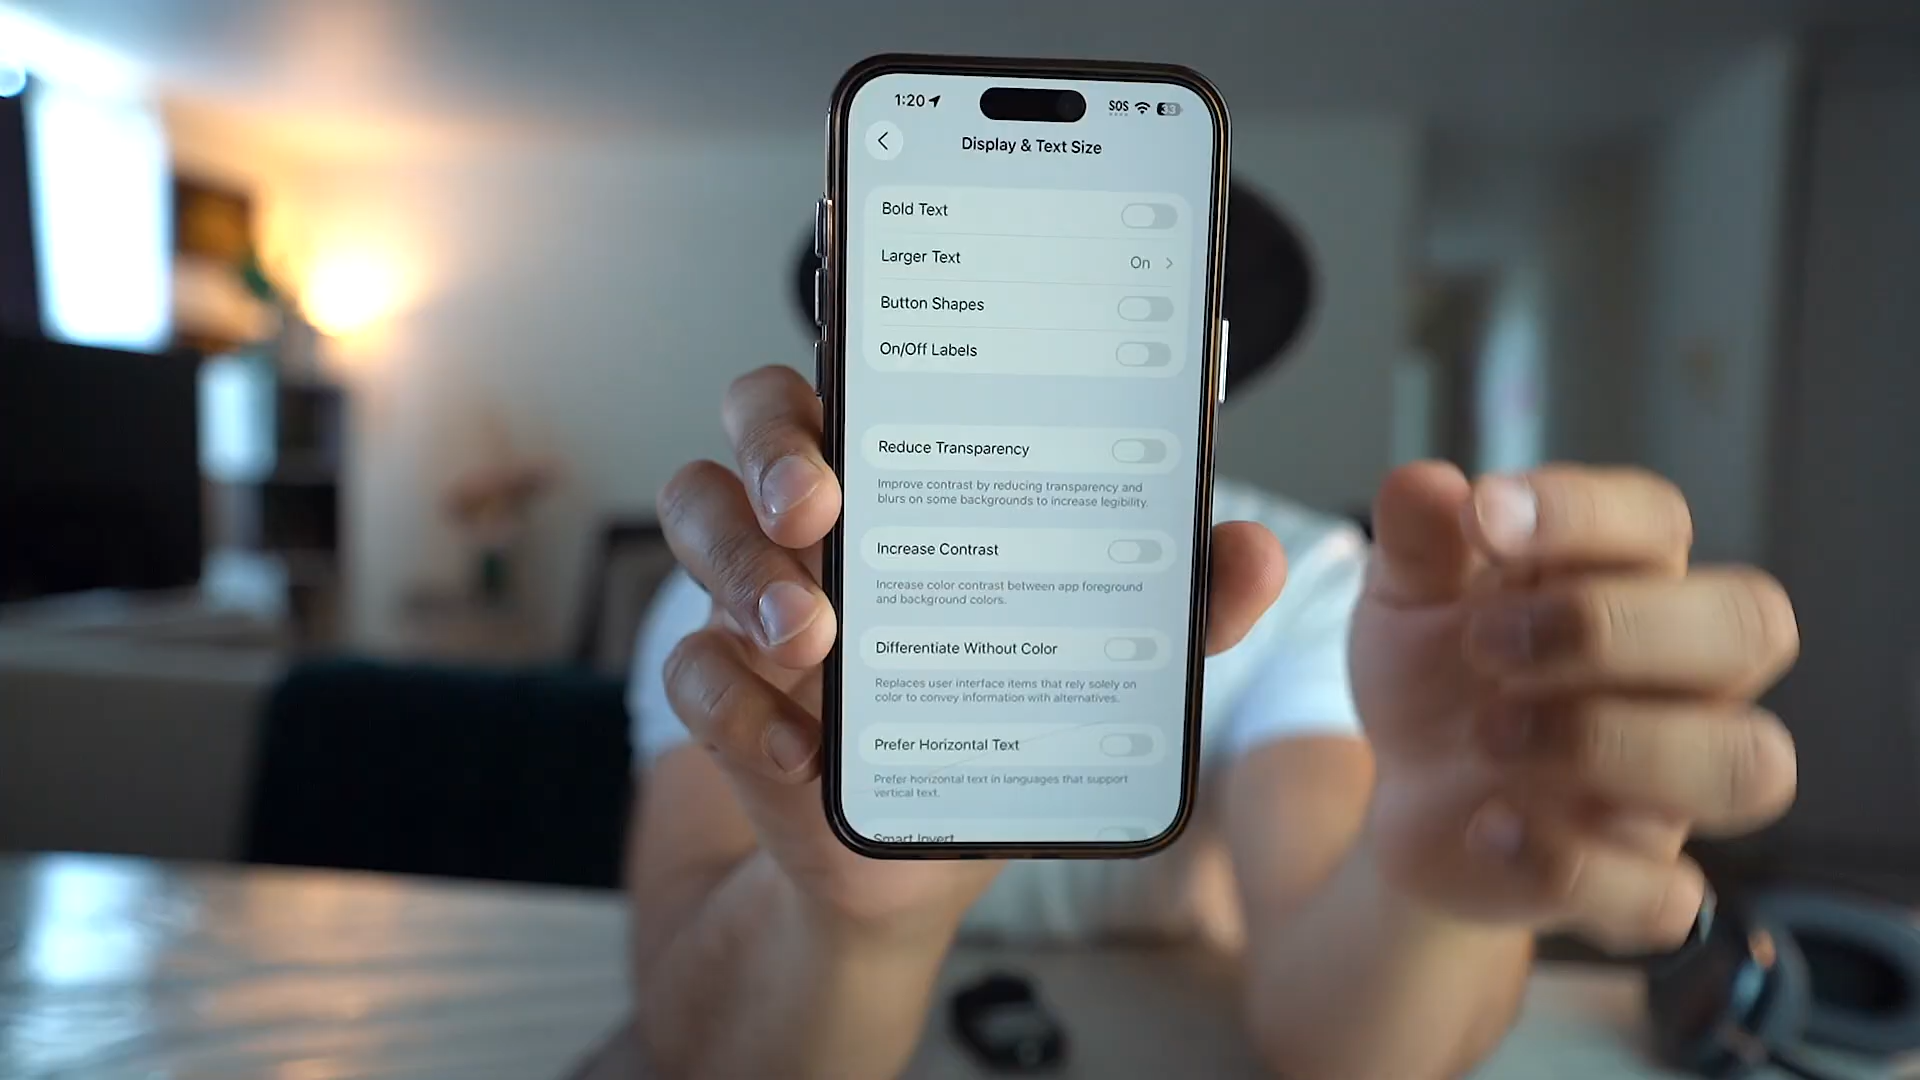 1:20
SOS
33
Display & Text Size
Bold Text
Larger Text
On
Button Shapes
On/Off Labels
Reduce Transparency
Improve contrast by reducing transparency and
blurs on some backgrounds to increase legibility.
Increase Contrast
Increase color contrast between app foreground
and background colors.
Differentiate Without Color
Replaces user interface items that rely solely on
color to convey information with alternatives.
Prefer Horizontal Text
Prefer horizontal text in languages that support
vertical text.
Smart Invert